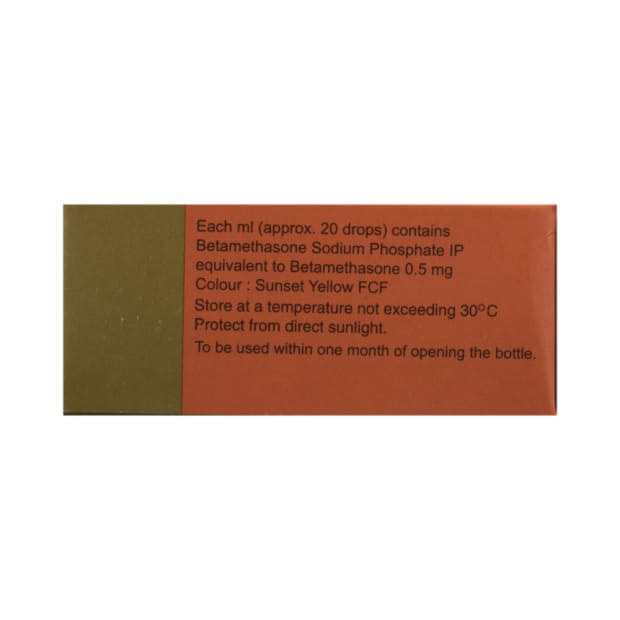 Each ml (approx. 20 drops) contains
Betamethasone Sodium Phosphate IP
equivalent to Betamethasone 0.5 mg
Colour : Sunset Yellow FCF
Store at a temperature not exceeding 30°C
Protect from direct sunlight.
To be used within one month of opening the bottle.